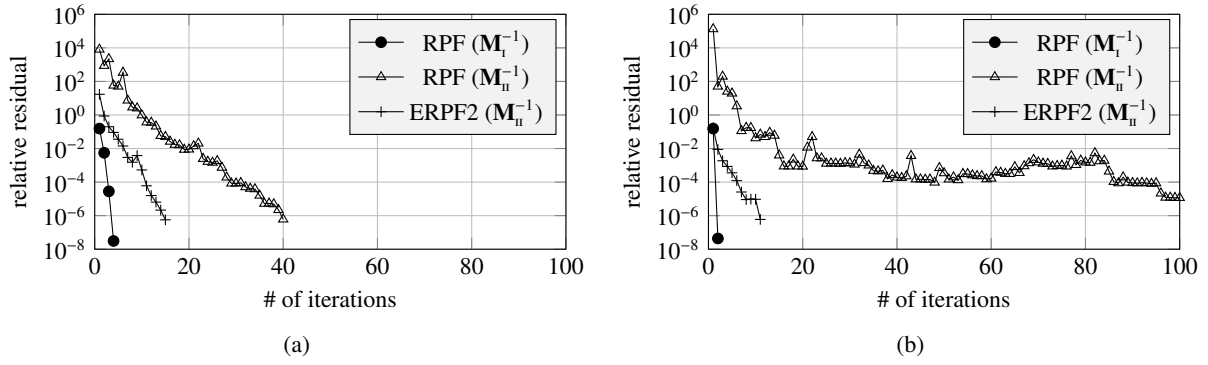 10^6
10^4
10^2
10^0
10^−2
10^−4
10^−6
10^−8
relative residual
0 20 40 60 80 100
# of iterations
RPF (M_I^−1)
RPF (M_II^−1)
ERPF2 (M_II^−1)
(a)
10^6
10^4
10^2
10^0
10^−2
10^−4
10^−6
10^−8
relative residual
0 20 40 60 80 100
# of iterations
RPF (M_I^−1)
RPF (M_II^−1)
ERPF2 (M_II^−1)
(b)